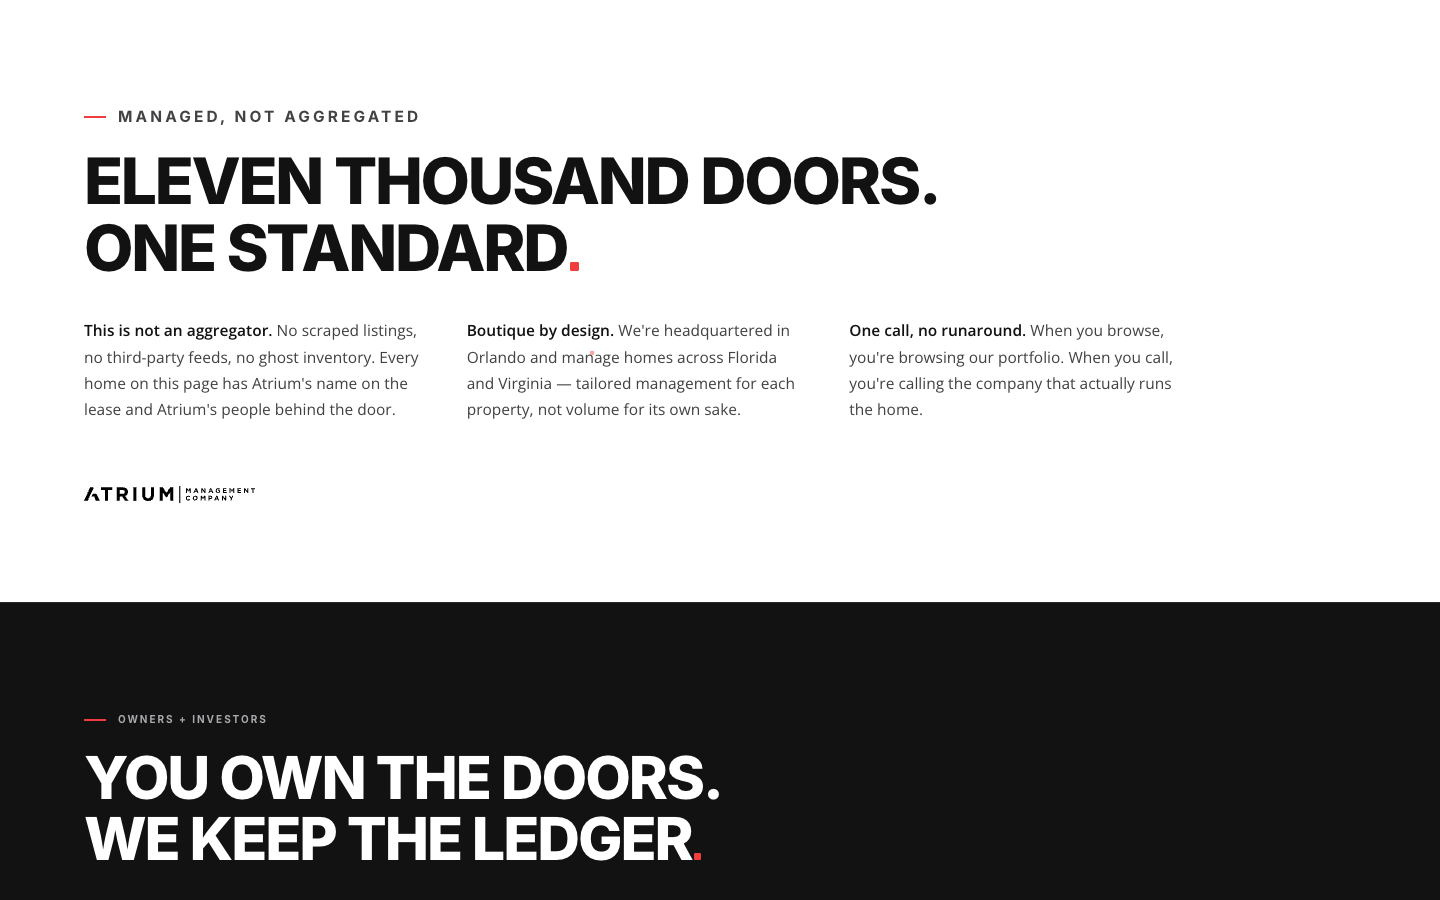 MANAGED, NOT AGGREGATED
ELEVEN THOUSAND DOORS.
ONE STANDARD.
This is not an aggregator. No scraped listings,
no third-party feeds, no ghost inventory. Every
home on this page has Atrium's name on the
lease and Atrium's people behind the door.
Boutique by design. We're headquartered in
Orlando and manage homes across Florida
and Virginia — tailored management for each
property, not volume for its own sake.
One call, no runaround. When you browse,
you're browsing our portfolio. When you call,
you're calling the company that actually runs
the home.
ATRIUM | MANAGEMENT
COMPANY
OWNERS + INVESTORS
YOU OWN THE DOORS.
WE KEEP THE LEDGER.